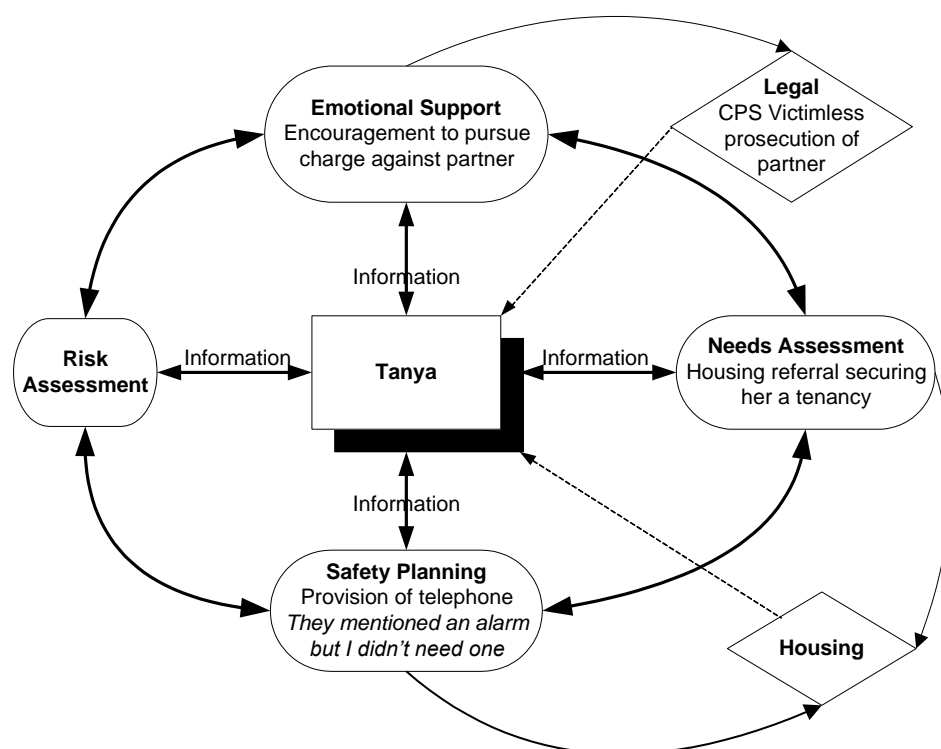 Legal
CPS Victimless
prosecution of
partner
Emotional Support
Encouragement to pursue
charge against partner
Information
Risk
Assessment
Information
Tanya
Information
Needs Assessment
Housing referral securing
her a tenancy
Information
Safety Planning
Provision of telephone
They mentioned an alarm
but I didn’t need one
Housing